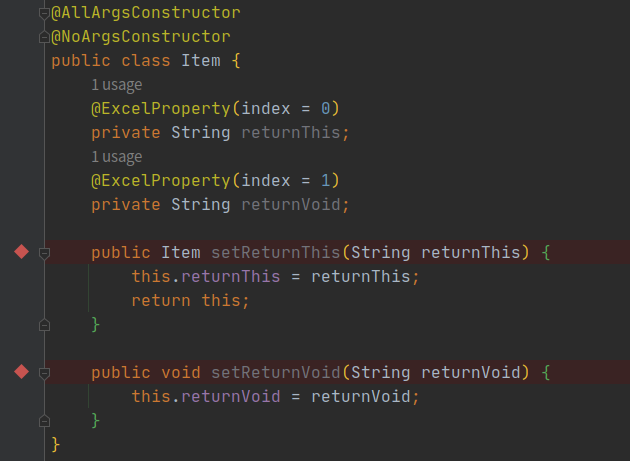 @AllArgsConstructor
@NoArgsConstructor
public class Item {
1 usage
@ExcelProperty(index = 0)
private String returnThis;
1 usage
@ExcelProperty(index = 1)
private String returnVoid;
public Item setReturnThis(String returnThis) {
this.returnThis = returnThis;
return this;
}
public void setReturnVoid(String returnVoid) {
this.returnVoid = returnVoid;
}
}